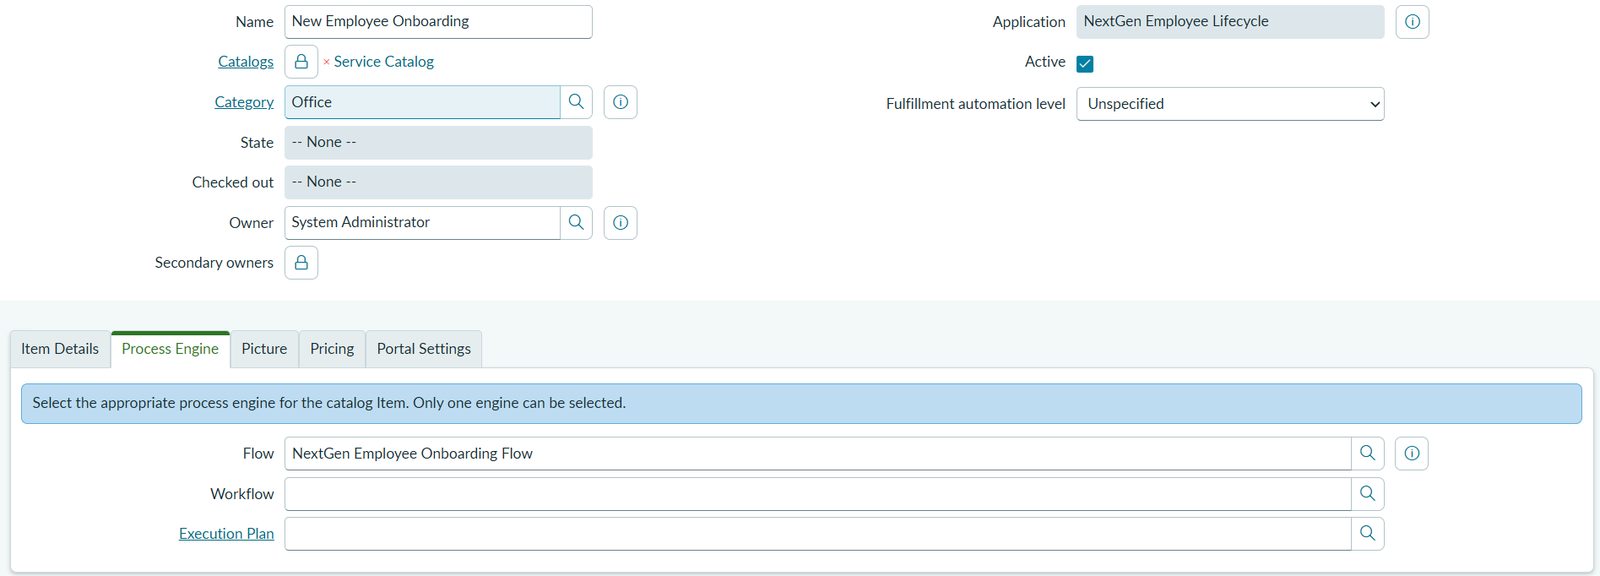 Name New Employee Onboarding Application NextGen Employee Lifecycle
Catalogs × Service Catalog Active
Category Office Fulfillment automation level Unspecified
State -- None --
Checked out -- None --
Owner System Administrator
Secondary owners
Item Details Process Engine Picture Pricing Portal Settings
Select the appropriate process engine for the catalog Item. Only one engine can be selected.
Flow NextGen Employee Onboarding Flow
Workflow
Execution Plan